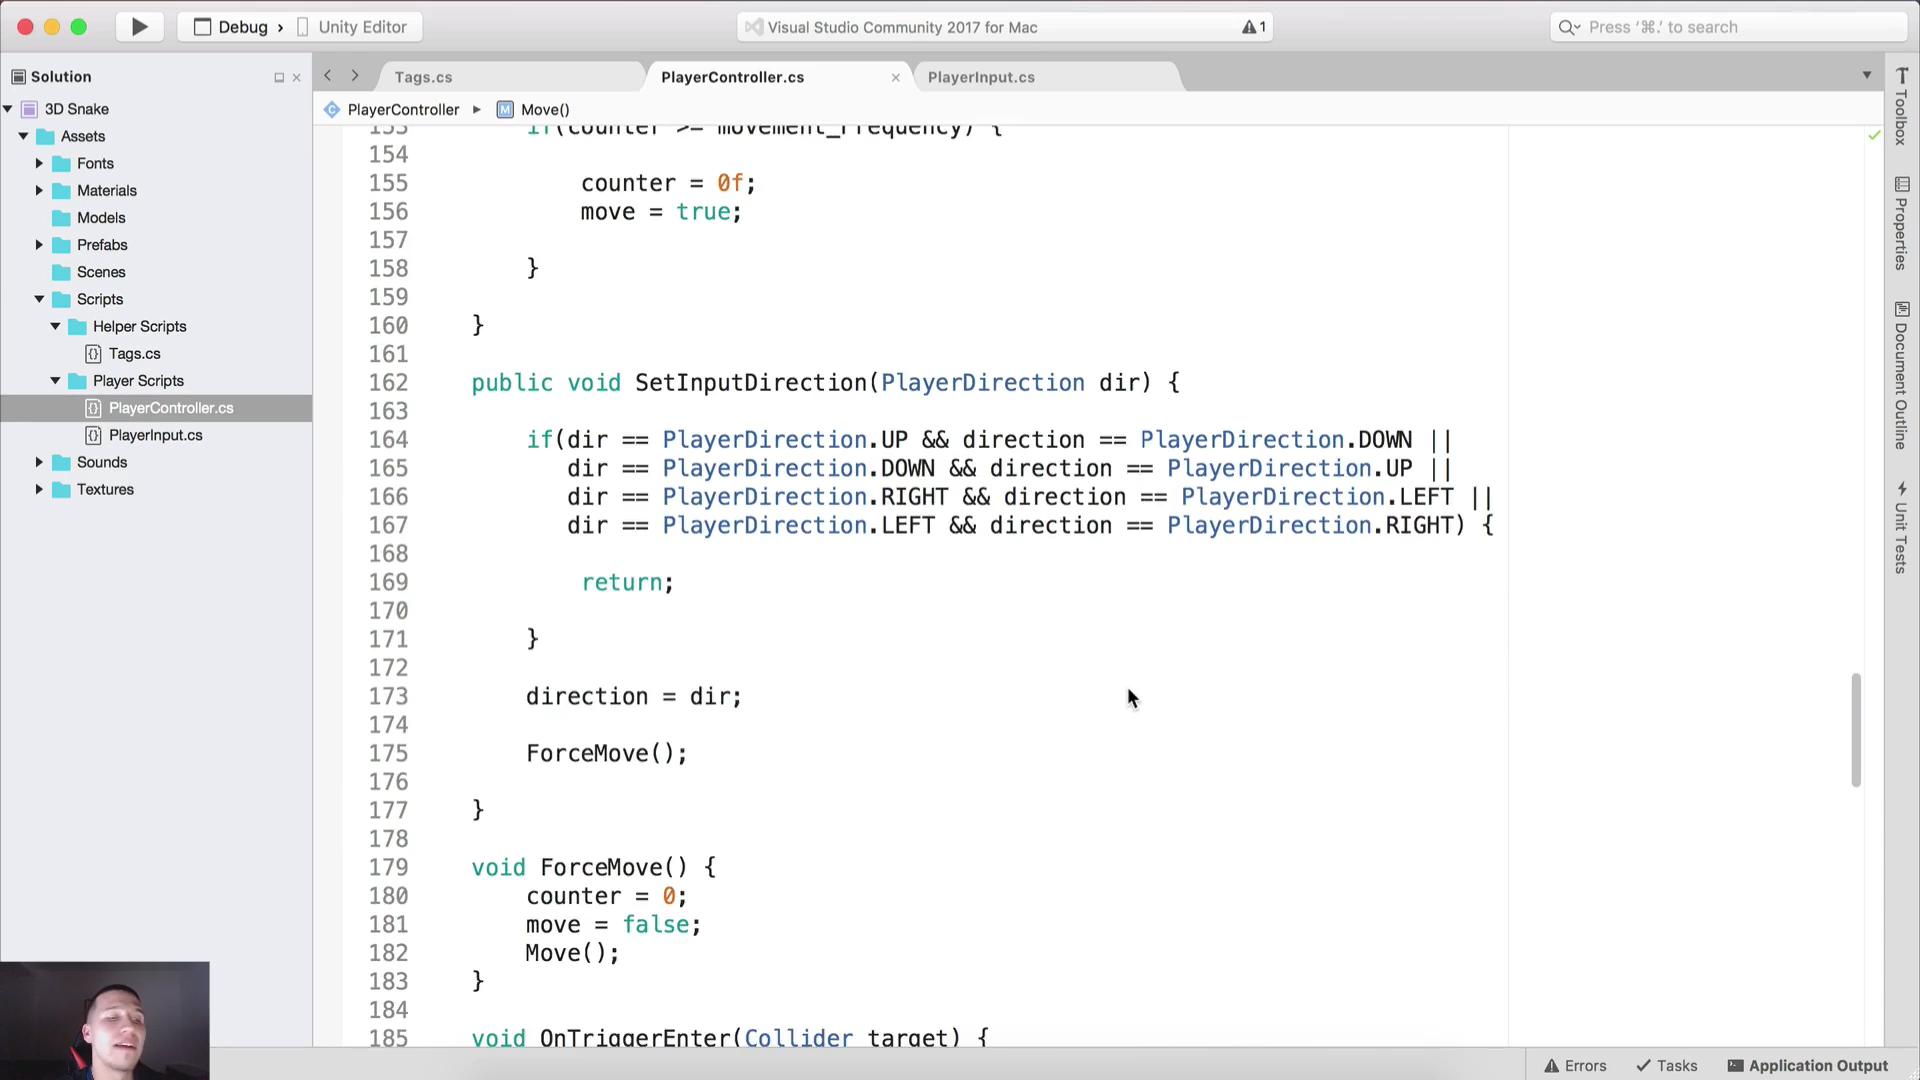 Debug › Unity Editor
Visual Studio Community 2017 for Mac
1
Press '⌘.' to search
Solution
3D Snake
Assets
Fonts
Materials
Models
Prefabs
Scenes
Scripts
Helper Scripts
Tags.cs
Player Scripts
PlayerController.cs
PlayerInput.cs
Sounds
Textures
Tags.cs
PlayerController.cs
PlayerInput.cs
PlayerController
M Move()
153 if(counter >= movement_Frequency) {
154
155 counter = 0f;
156 move = true;
157
158 }
159
160 }
161
162 public void SetInputDirection(PlayerDirection dir) {
163
164 if(dir == PlayerDirection.UP && direction == PlayerDirection.DOWN ||
165 dir == PlayerDirection.DOWN && direction == PlayerDirection.UP ||
166 dir == PlayerDirection.RIGHT && direction == PlayerDirection.LEFT ||
167 dir == PlayerDirection.LEFT && direction == PlayerDirection.RIGHT) {
168
169 return;
170
171 }
172
173 direction = dir;
174
175 ForceMove();
176
177 }
178
179 void ForceMove() {
180 counter = 0;
181 move = false;
182 Move();
183 }
184
185 void OnTriggerEnter(Collider target) {
Toolbox
Properties
Document Outline
Unit Tests
Errors
Tasks
Application Output